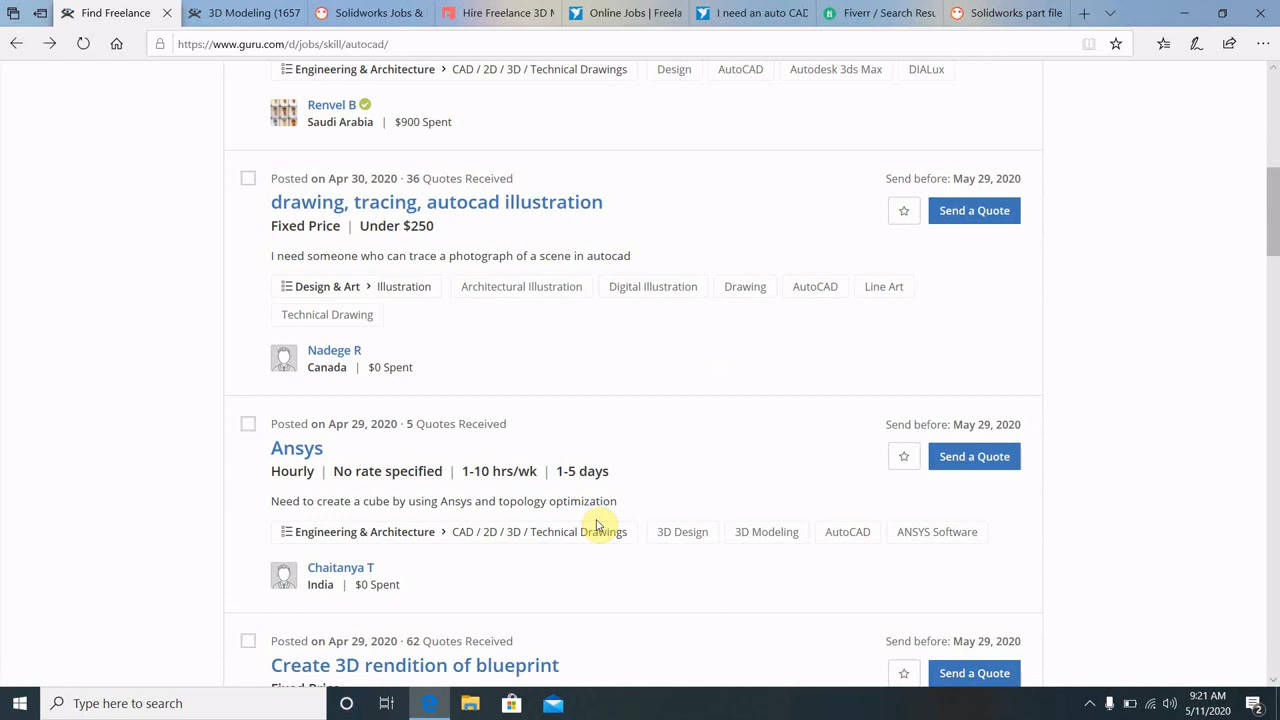 Find Freelance
3D Modeling (1657
Solidworks Jobs &
Hire Freelance 3D M
Online Jobs | Freela
I need an auto CAD
Fiverr / Search Resu
Solidworks part file
https://www.guru.com/d/jobs/skill/autocad/
Engineering & Architecture > CAD / 2D / 3D / Technical Drawings
Design
AutoCAD
Autodesk 3ds Max
DIALux
Renvel B
Saudi Arabia | $900 Spent
Posted on Apr 30, 2020 · 36 Quotes Received
Send before: May 29, 2020
drawing, tracing, autocad illustration
Send a Quote
Fixed Price | Under $250
I need someone who can trace a photograph of a scene in autocad
Design & Art > Illustration
Architectural Illustration
Digital Illustration
Drawing
AutoCAD
Line Art
Technical Drawing
Nadege R
Canada | $0 Spent
Posted on Apr 29, 2020 · 5 Quotes Received
Send before: May 29, 2020
Ansys
Send a Quote
Hourly | No rate specified | 1-10 hrs/wk | 1-5 days
Need to create a cube by using Ansys and topology optimization
Engineering & Architecture > CAD / 2D / 3D / Technical Drawings
3D Design
3D Modeling
AutoCAD
ANSYS Software
Chaitanya T
India | $0 Spent
Posted on Apr 29, 2020 · 62 Quotes Received
Send before: May 29, 2020
Create 3D rendition of blueprint
Send a Quote
Fixed Price
Type here to search
9:21 AM
5/11/2020
2